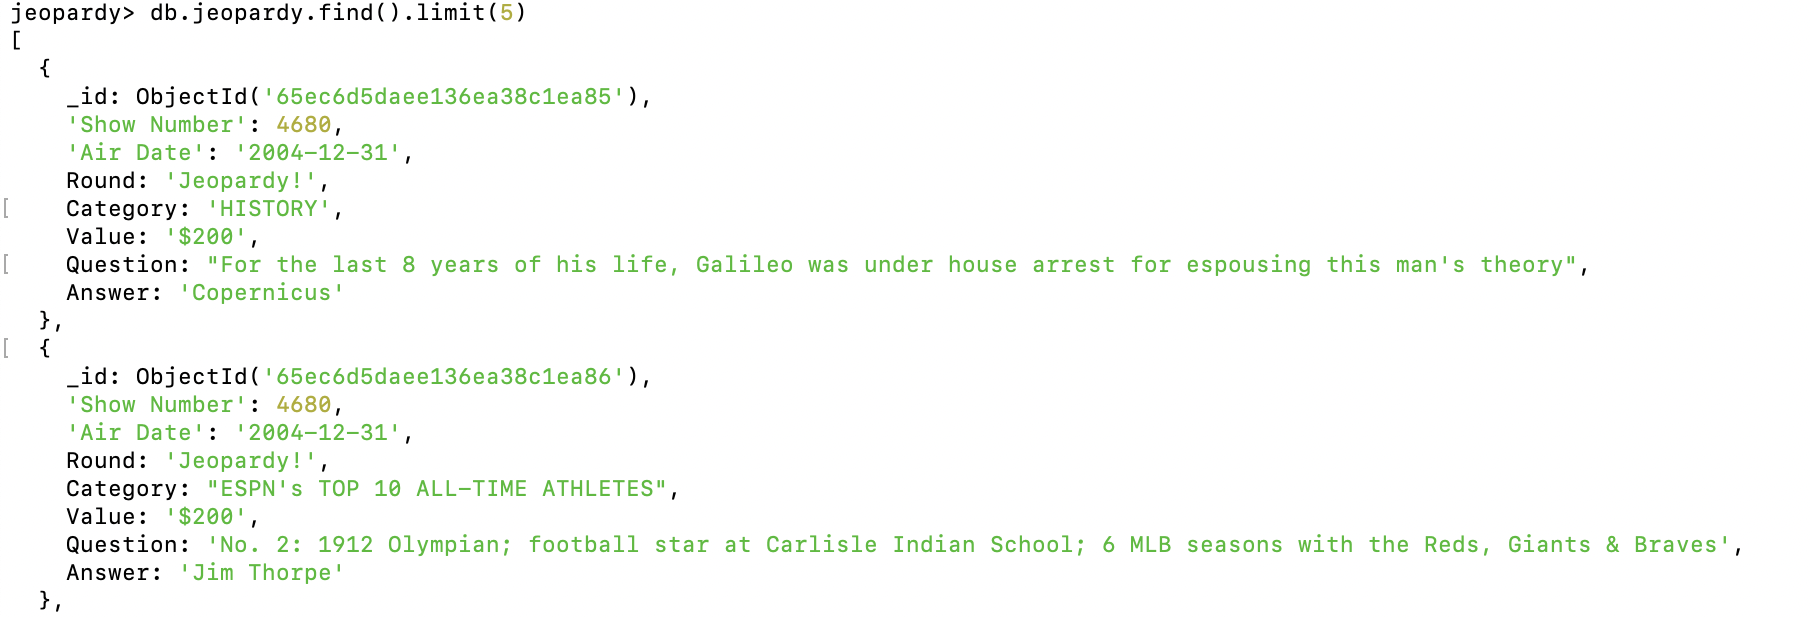 jeopardy> db.jeopardy.find().limit(5)
[
  {
    _id: ObjectId('65ec6d5daee136ea38c1ea85'),
    'Show Number': 4680,
    'Air Date': '2004-12-31',
    Round: 'Jeopardy!',
[    Category: 'HISTORY',
    Value: '$200',
[    Question: "For the last 8 years of his life, Galileo was under house arrest for espousing this man's theory",
    Answer: 'Copernicus'
  },
[  {
    _id: ObjectId('65ec6d5daee136ea38c1ea86'),
    'Show Number': 4680,
    'Air Date': '2004-12-31',
    Round: 'Jeopardy!',
    Category: "ESPN's TOP 10 ALL-TIME ATHLETES",
    Value: '$200',
    Question: 'No. 2: 1912 Olympian; football star at Carlisle Indian School; 6 MLB seasons with the Reds, Giants & Braves',
    Answer: 'Jim Thorpe'
  },